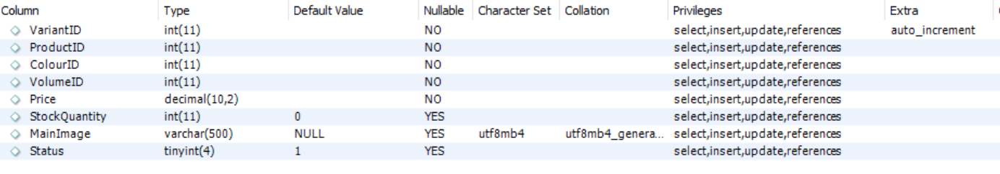 Column Type Default Value Nullable Character Set Collation Privileges Extra
VariantID int(11) NO select,insert,update,references auto_increment
ProductID int(11) NO select,insert,update,references
ColourID int(11) NO select,insert,update,references
VolumeID int(11) NO select,insert,update,references
Price decimal(10,2) NO select,insert,update,references
StockQuantity int(11) 0 YES select,insert,update,references
MainImage varchar(500) NULL YES utf8mb4 utf8mb4_genera... select,insert,update,references
Status tinyint(4) 1 YES select,insert,update,references